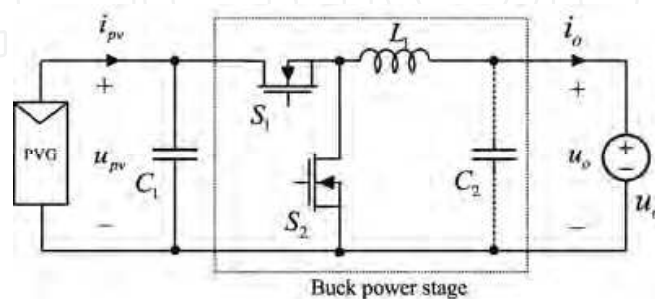 i_pv
L_1
i_o
+
+
S_1
PVG
u_pv
C_1
S_2
C_2
u_o
+
−
−
−
Buck power stage